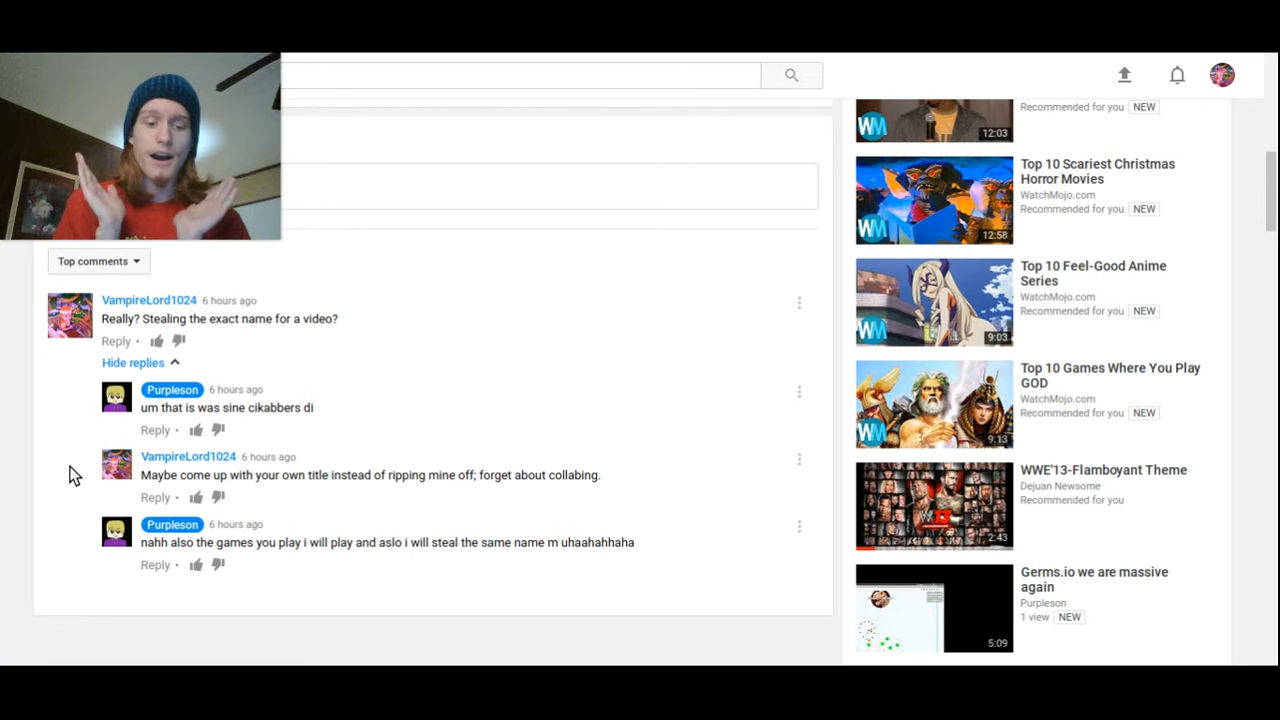 Top comments
VampireLord1024 6 hours ago
Really? Stealing the exact name for a video?
Reply
Hide replies
Purpleson 6 hours ago
um that is was sine cikabbers di
Reply
VampireLord1024 6 hours ago
Maybe come up with your own title instead of ripping mine off; forget about collabing.
Reply
Purpleson 6 hours ago
nahh also the games you play i will play and aslo i will steal the same name m uhaahahhaha
Reply
Recommended for you NEW
WM
12:03
Top 10 Scariest Christmas
Horror Movies
WatchMojo.com
Recommended for you NEW
WM
12:58
Top 10 Feel-Good Anime
Series
WatchMojo.com
Recommended for you NEW
WM
9:03
Top 10 Games Where You Play
GOD
WatchMojo.com
Recommended for you NEW
WM
9:13
WWE'13-Flamboyant Theme
Dejuan Newsome
Recommended for you
2:43
Germs.io we are massive
again
Purpleson
1 view NEW
5:09